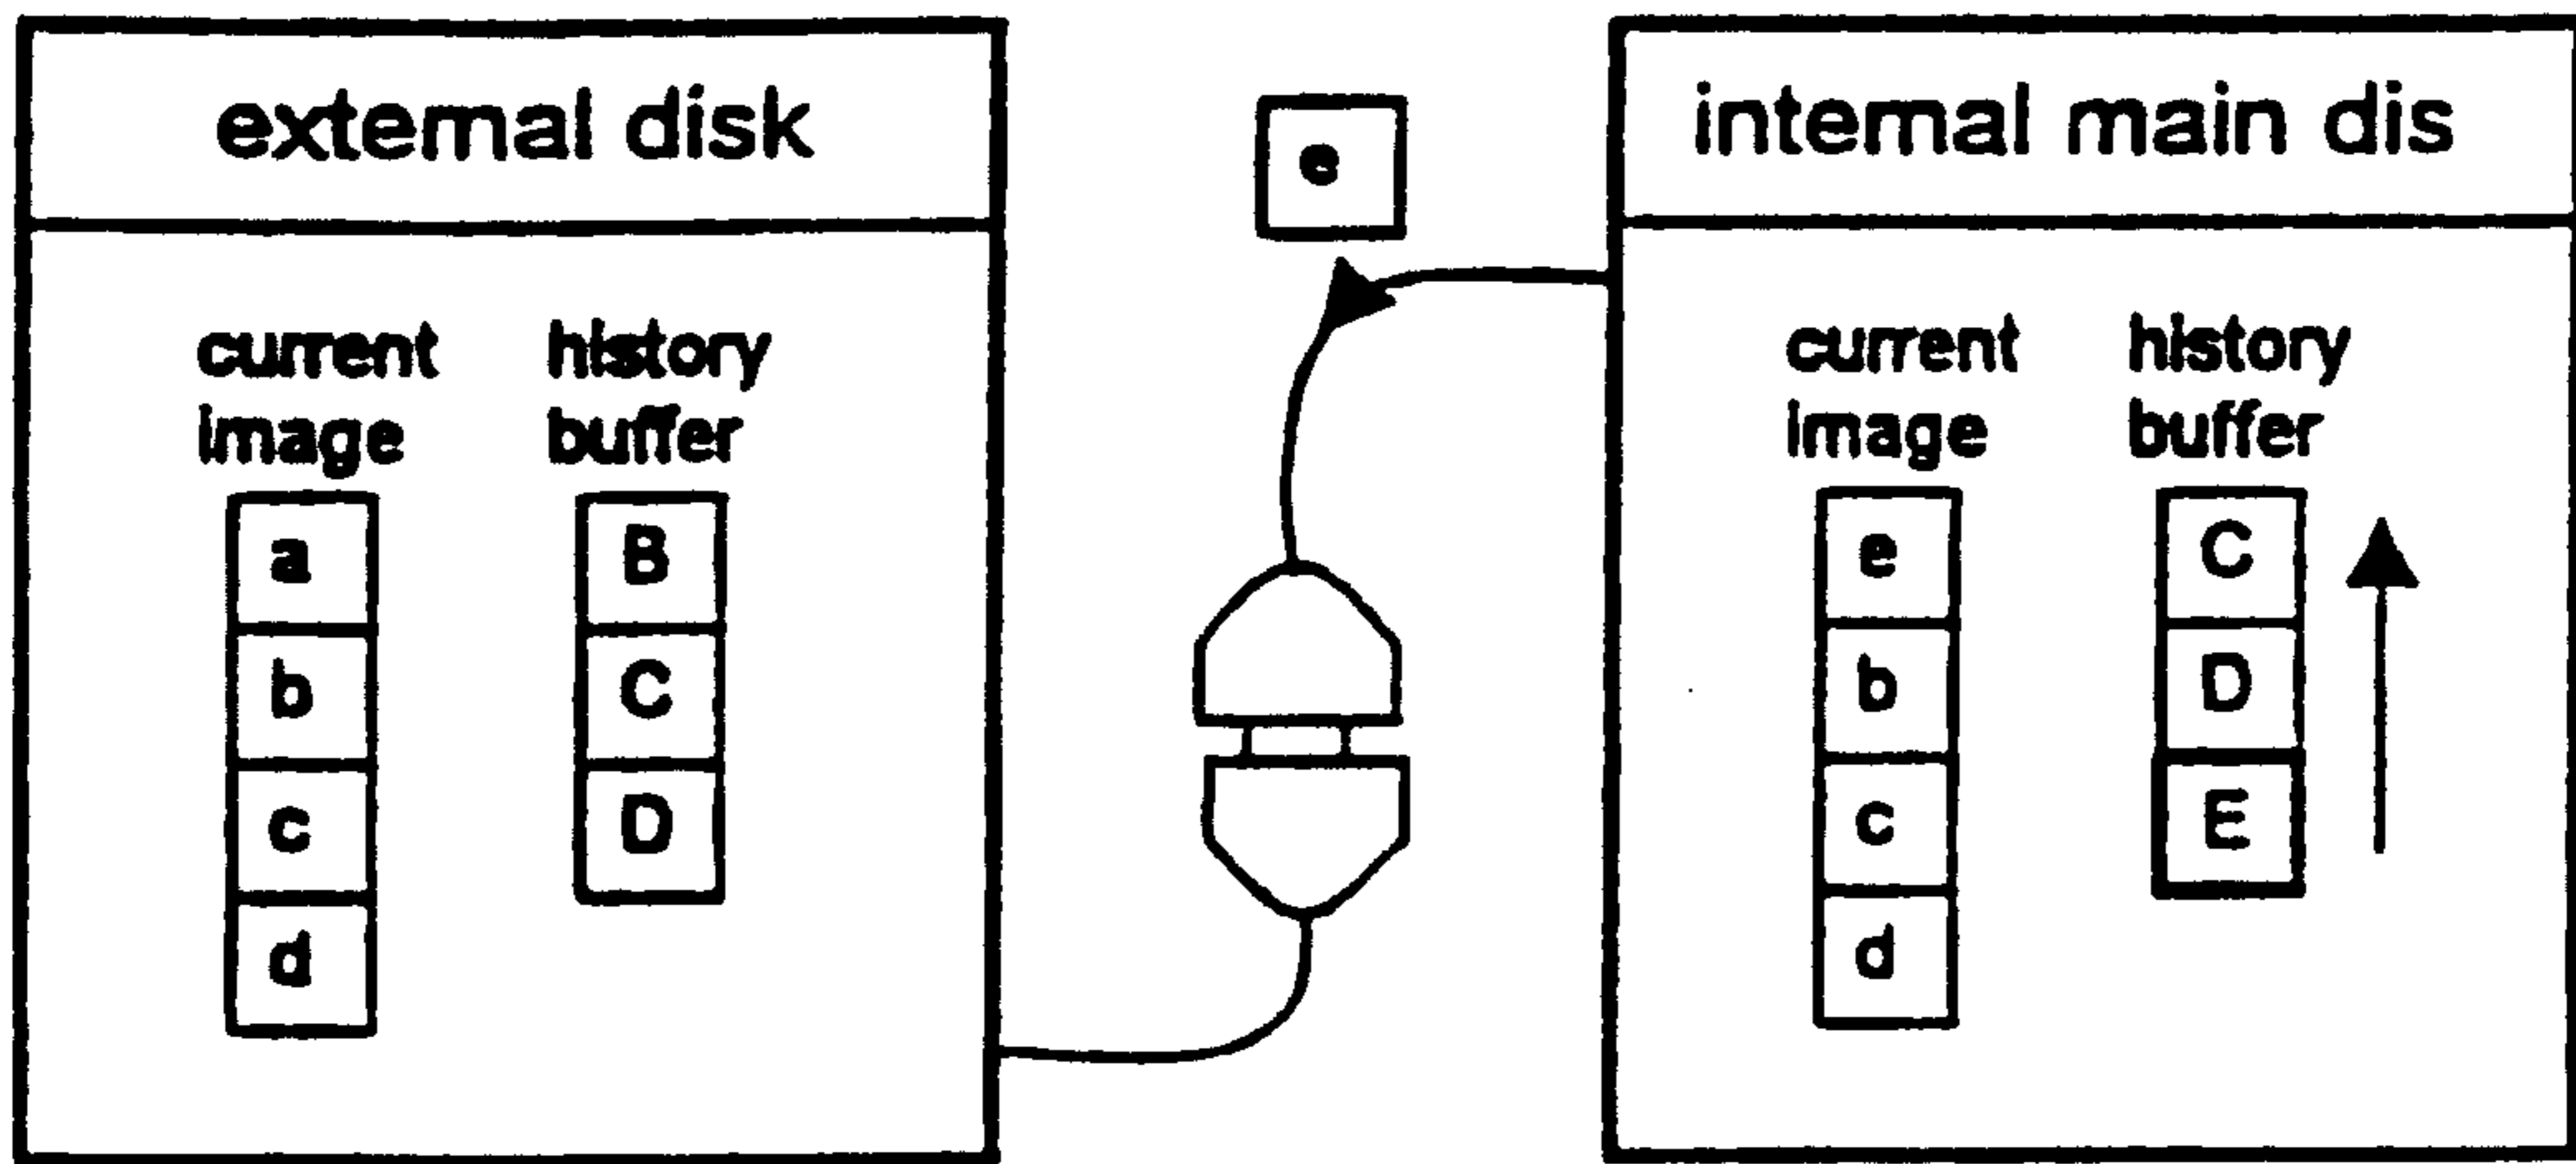 external disk
current
image
history
buffer
a
b
c
d
B
C
D
e
internal main dis
current
image
history
buffer
e
b
c
d
C
D
E